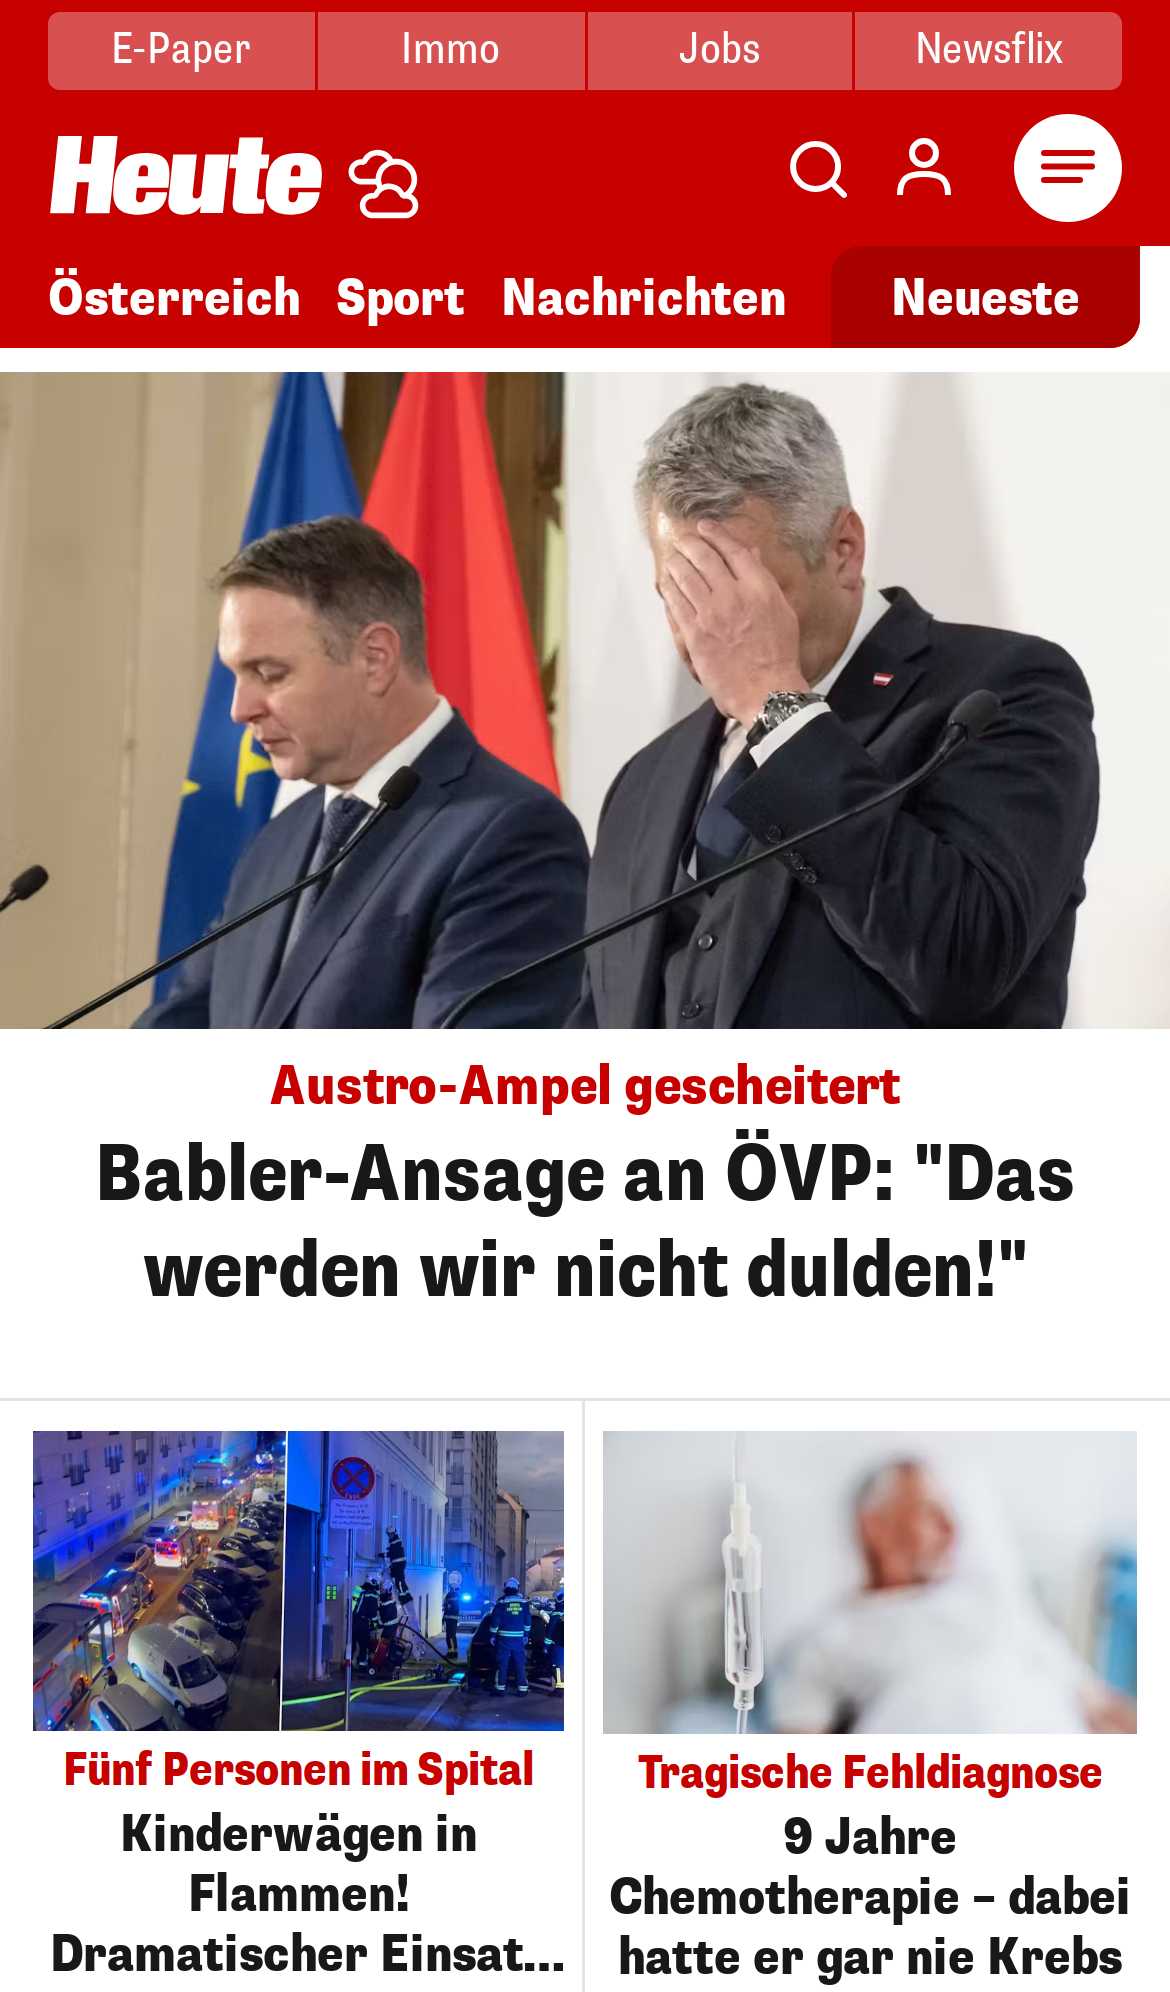 E-Paper
Immo
Jobs
Newsflix
Heute
Österreich
Sport
Nachrichten
Neueste
Austro-Ampel gescheitert
Babler-Ansage an ÖVP: "Das
werden wir nicht dulden!"
Fünf Personen im Spital
Kinderwägen in
Flammen!
Dramatischer Einsat...
Tragische Fehldiagnose
9 Jahre
Chemotherapie – dabei
hatte er gar nie Krebs